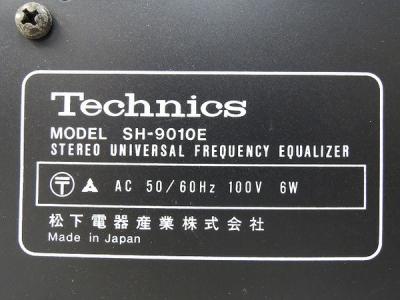 Technics
MODEL SH-9010E
STEREO UNIVERSAL FREQUENCY EQUALIZER
〒 AC 50/60Hz 100V 6W
松下電器産業株式会社
Made in Japan